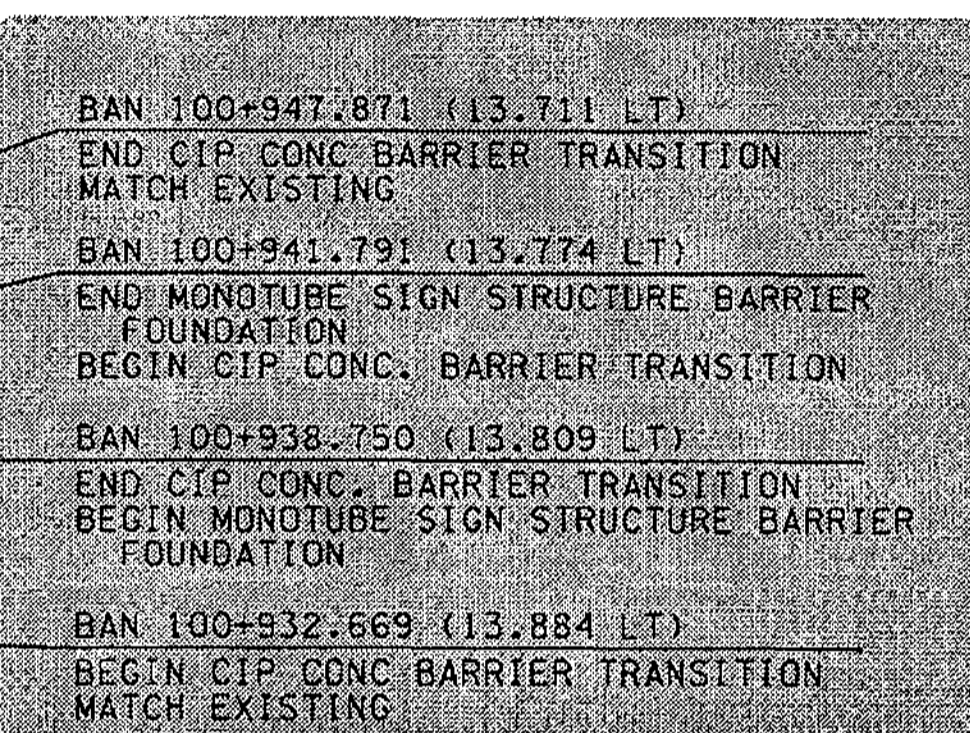 BAN 100+947.871 (13.711 LT)
END CIP CONC BARRIER TRANSITION
MATCH EXISTING
BAN 100+941.791 (13.774 LT)
END MONOTUBE SIGN STRUCTURE BARRIER
FOUNDATION
BEGIN CIP CONC. BARRIER TRANSITION
BAN 100+938.750 (13.809 LT)
END CIP CONC. BARRIER TRANSITION
BEGIN MONOTUBE SIGN STRUCTURE BARRIER
FOUNDATION
BAN 100+932.669 (13.884 LT)
BEGIN CIP CONC BARRIER TRANSITION
MATCH EXISTING